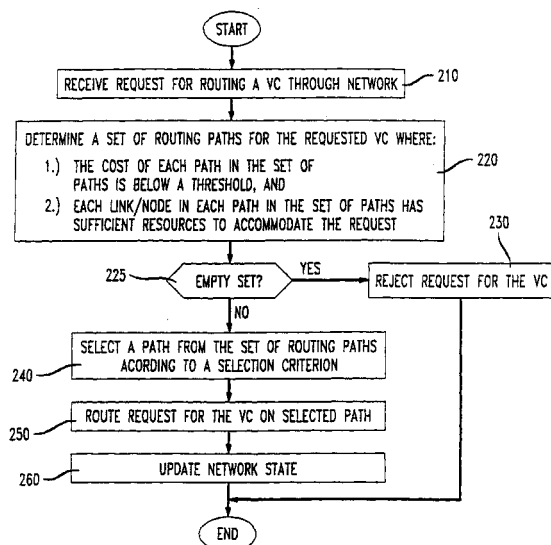 START
RECEIVE REQUEST FOR ROUTING A VC THROUGH NETWORK
210
DETERMINE A SET OF ROUTING PATHS FOR THE REQUESTED VC WHERE:
1.) THE COST OF EACH PATH IN THE SET OF
PATHS IS BELOW A THRESHOLD, AND
2.) EACH LINK/NODE IN EACH PATH IN THE SET OF PATHS HAS
SUFFICIENT RESOURCES TO ACCOMMODATE THE REQUEST
220
225
EMPTY SET?
YES
230
REJECT REQUEST FOR THE VC
NO
SELECT A PATH FROM THE SET OF ROUTING PATHS
ACORDING TO A SELECTION CRITERION
240
ROUTE REQUEST FOR THE VC ON SELECTED PATH
250
UPDATE NETWORK STATE
260
END